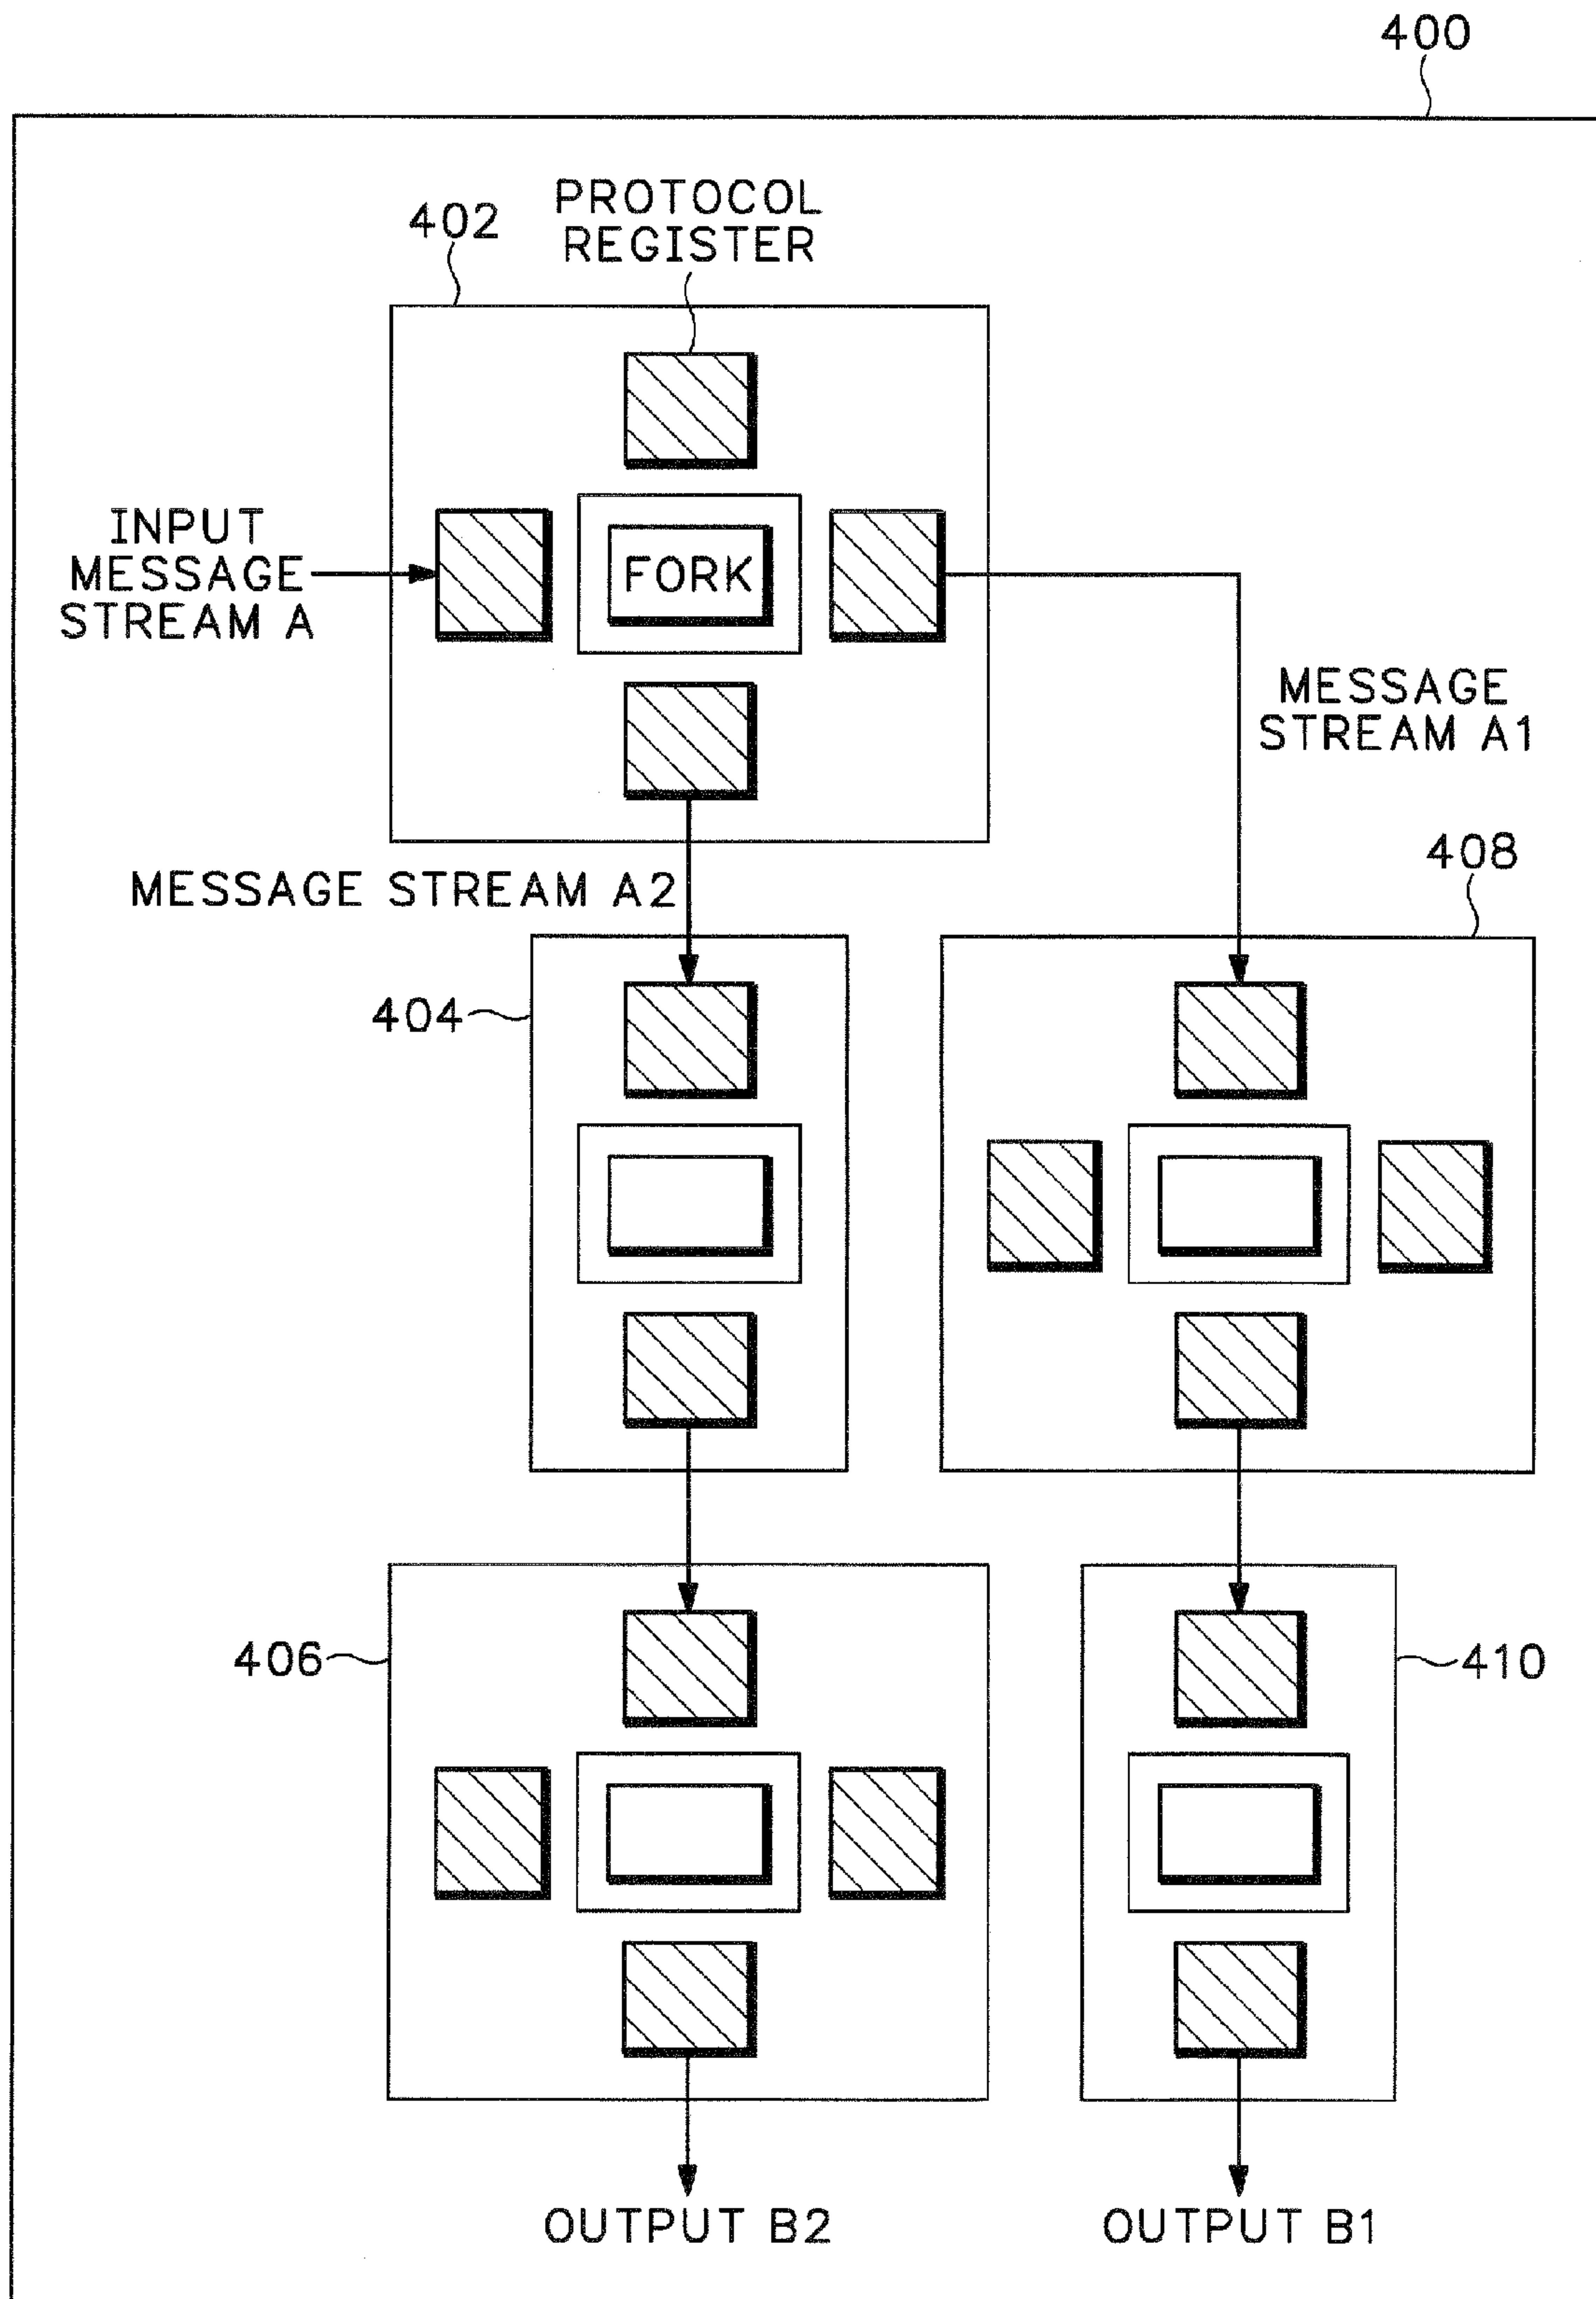 400
PROTOCOL
REGISTER
402
INPUT
MESSAGE
STREAM A
FORK
MESSAGE
STREAM A1
MESSAGE STREAM A2
408
404
406
410
OUTPUT B2
OUTPUT B1